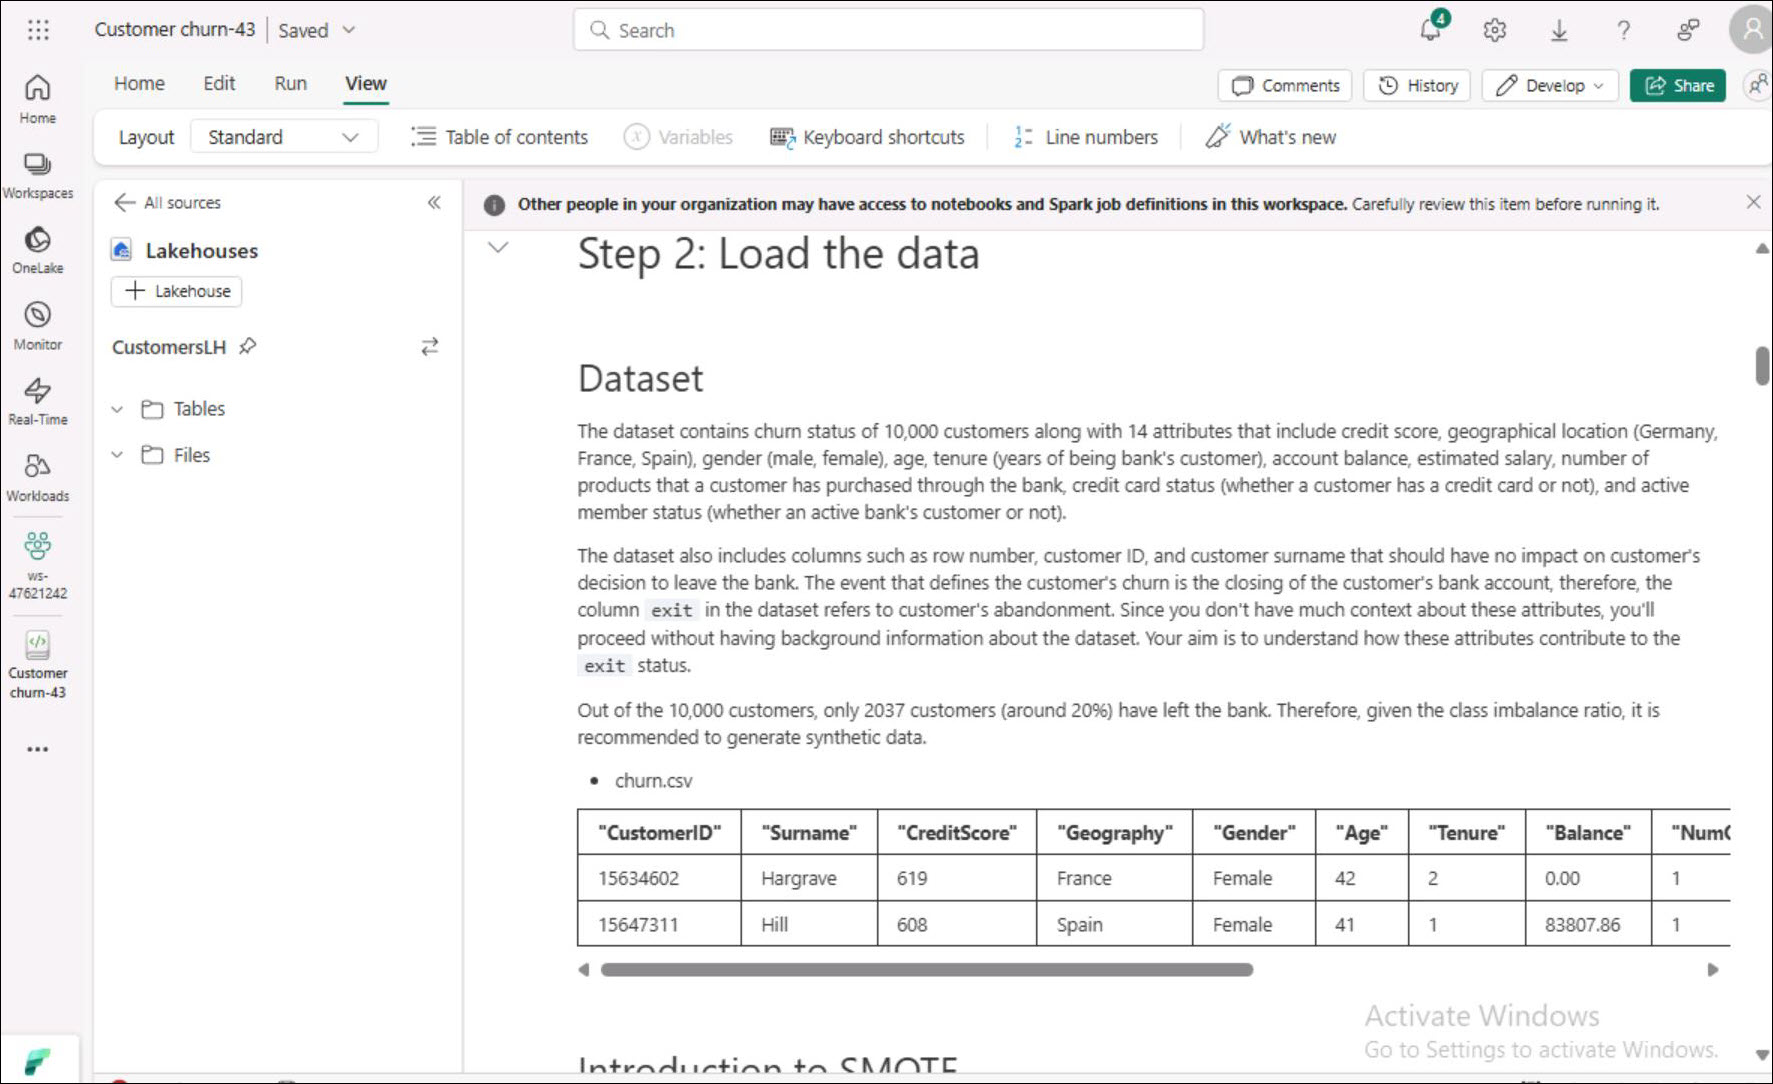 Customer churn-43
Saved
Search
4
Home
Edit
Run
View
Comments
History
Develop
Share
Layout
Standard
Table of contents
Variables
Keyboard shortcuts
Line numbers
What's new
Home
Workspaces
OneLake
Monitor
Real-Time
Workloads
ws-
47621242
Customer
churn-43
All sources
Lakehouses
Lakehouse
CustomersLH
Tables
Files
Other people in your organization may have access to notebooks and Spark job definitions in this workspace. Carefully review this item before running it.
Step 2: Load the data
Dataset
The dataset contains churn status of 10,000 customers along with 14 attributes that include credit score, geographical location (Germany,
France, Spain), gender (male, female), age, tenure (years of being bank's customer), account balance, estimated salary, number of
products that a customer has purchased through the bank, credit card status (whether a customer has a credit card or not), and active
member status (whether an active bank's customer or not).
The dataset also includes columns such as row number, customer ID, and customer surname that should have no impact on customer's
decision to leave the bank. The event that defines the customer's churn is the closing of the customer's bank account, therefore, the
column exit in the dataset refers to customer's abandonment. Since you don't have much context about these attributes, you'll
proceed without having background information about the dataset. Your aim is to understand how these attributes contribute to the
exit status.
Out of the 10,000 customers, only 2037 customers (around 20%) have left the bank. Therefore, given the class imbalance ratio, it is
recommended to generate synthetic data.
• churn.csv
"CustomerID" "Surname" "CreditScore" "Geography" "Gender" "Age" "Tenure" "Balance"
15634602 Hargrave 619 France Female 42 2 0.00 1
15647311 Hill 608 Spain Female 41 1 83807.86 1
Introduction to SMOTE
Activate Windows
Go to Settings to activate Windows.